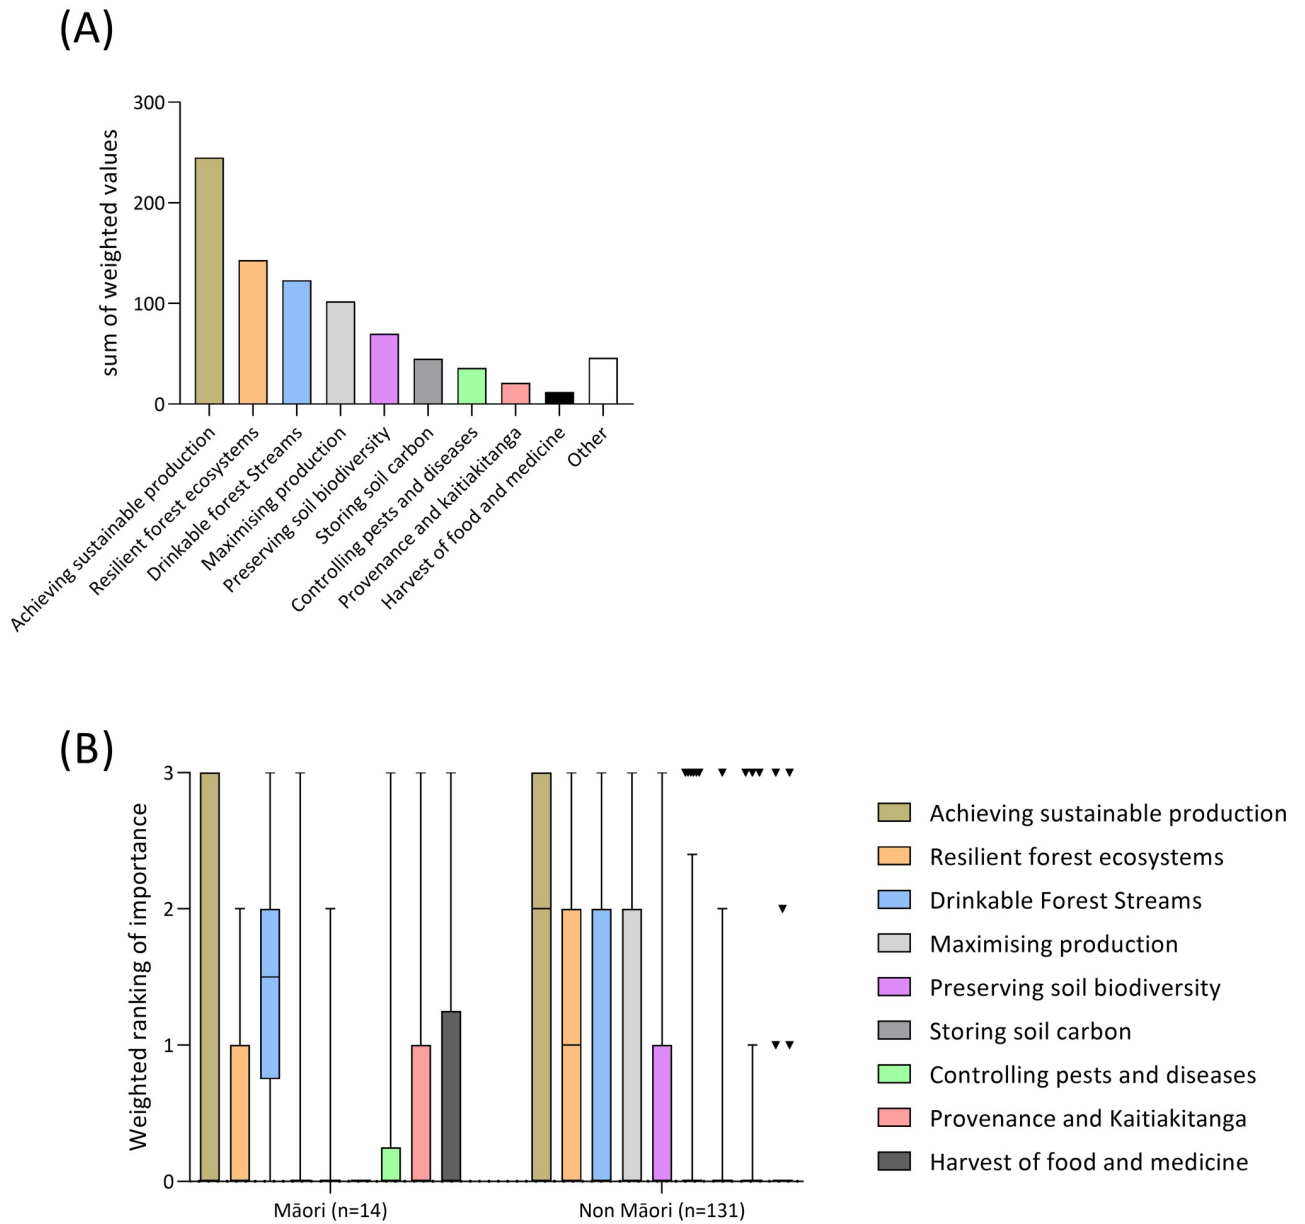 (A)
300
200
100
0
sum of weighted values
Achieving sustainable production
Resilient forest ecosystems
Drinkable forest Streams
Maximising production
Preserving soil biodiversity
Storing soil carbon
Controlling pests and diseases
Provenance and kaitiakitanga
Harvest of food and medicine
Other
(B)
3
2
1
0
Weighted ranking of importance
Māori (n=14)
Non Māori (n=131)
Achieving sustainable production
Resilient forest ecosystems
Drinkable Forest Streams
Maximising production
Preserving soil biodiversity
Storing soil carbon
Controlling pests and diseases
Provenance and Kaitiakitanga
Harvest of food and medicine